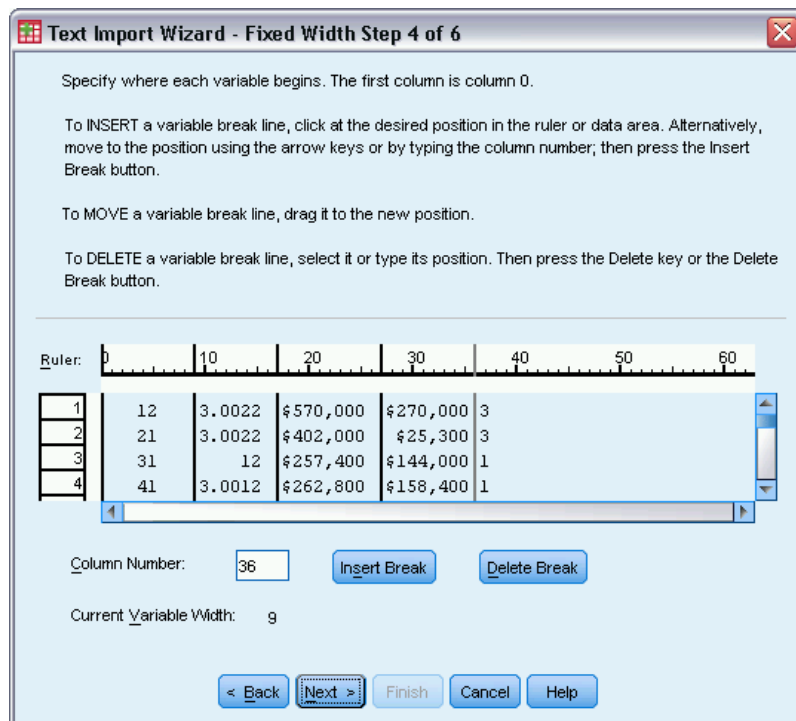 Text Import Wizard - Fixed Width Step 4 of 6
Specify where each variable begins. The first column is column 0.
To INSERT a variable break line, click at the desired position in the ruler or data area. Alternatively,
move to the position using the arrow keys or by typing the column number; then press the Insert
Break button.
To MOVE a variable break line, drag it to the new position.
To DELETE a variable break line, select it or type its position. Then press the Delete key or the Delete
Break button.
Ruler: 0 10 20 30 40 50 60
1 12 3.0022 $570,000 $270,000 3
2 21 3.0022 $402,000 $25,300 3
3 31 12 $257,400 $144,000 1
4 41 3.0012 $262,800 $158,400 1
Column Number: 36 Insert Break Delete Break
Current Variable Width: 9
< Back Next > Finish Cancel Help